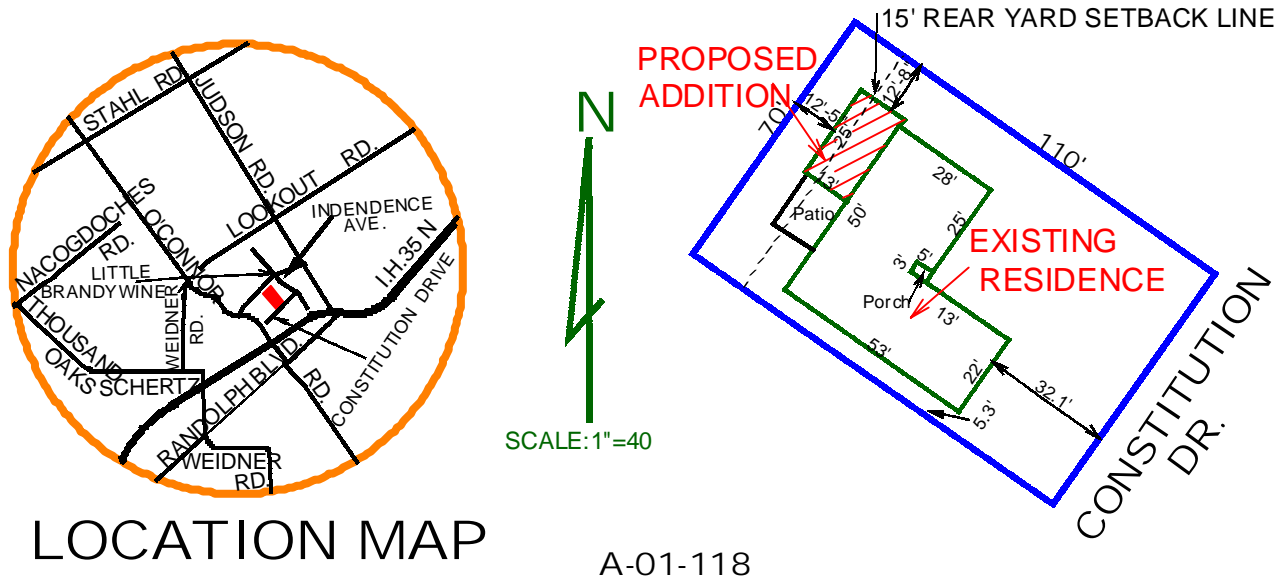 STAHL RD.
JUDSON RD.
LOOKOUT RD.
NACOGDOCHES
RD.
O'CONNOR
INDENDENCE
AVE.
LITTLE
BRANDYWINE
WEIDNER
RD.
I.H.35 N
THOUSAND
OAKS
SCHERTZ
RANDOLPH BLVD.
RD.
CONSTITUTION DRIVE
WEIDNER
RD.
LOCATION MAP
N
SCALE:1"=40
A-01-118
15' REAR YARD SETBACK LINE
PROPOSED
ADDITION
12'-8'
12'-5'
70'
25'
13'
110'
Patio
50'
28'
25'
EXISTING
RESIDENCE
5'
3'
Porch
13'
53'
22'
32.1'
5.3'
CONSTITUTION
DR.